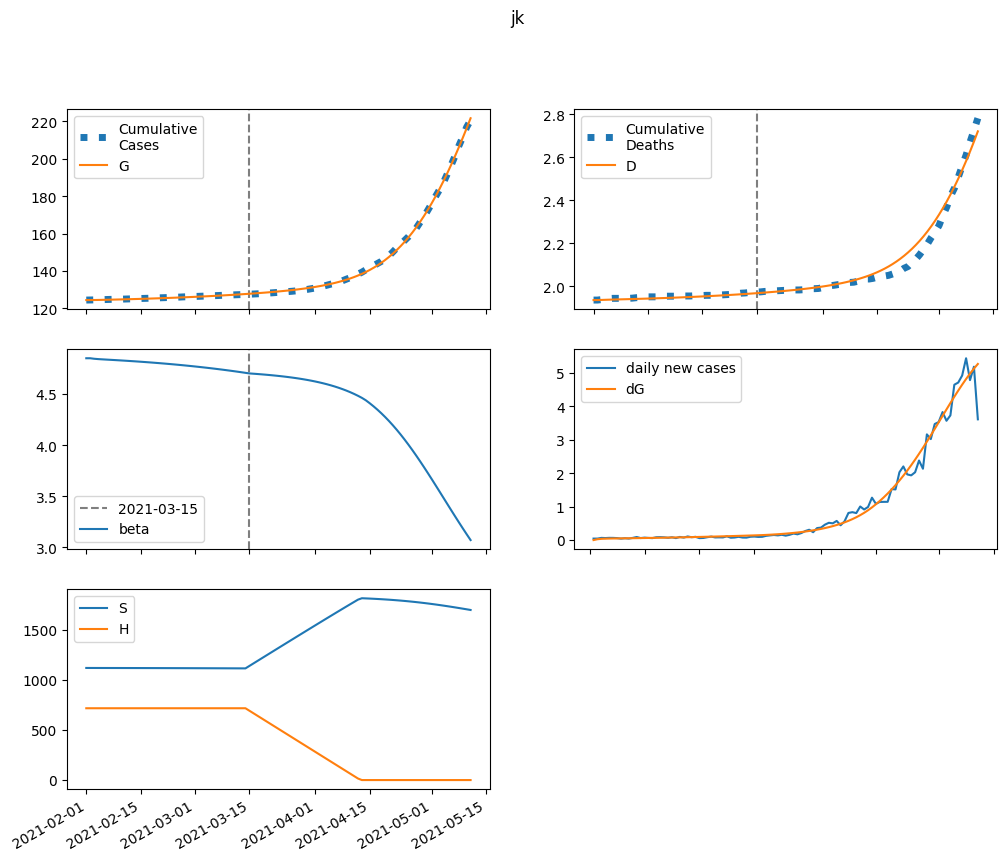 jk
Cumulative
Cases
G
220
200
180
160
140
120
Cumulative
Deaths
D
2.8
2.6
2.4
2.2
2.0
4.5
4.0
3.5
3.0
2021-03-15
beta
daily new cases
dG
5
4
3
2
1
0
S
H
1500
1000
500
0
2021-02-01
2021-02-15
2021-03-01
2021-03-15
2021-04-01
2021-04-15
2021-05-01
2021-05-15